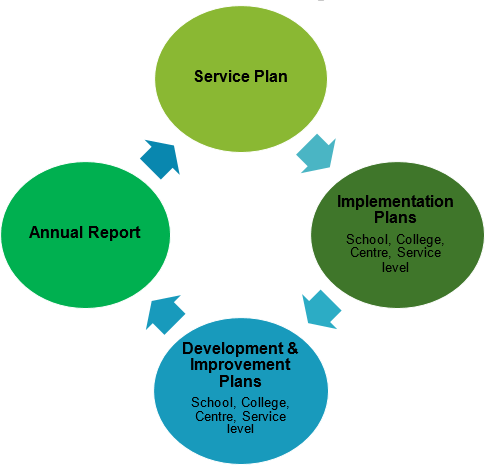 Service Plan
Implementation
Plans
School, College,
Centre, Service
level
Development &
Improvement
Plans
School, College,
Centre, Service
level
Annual Report